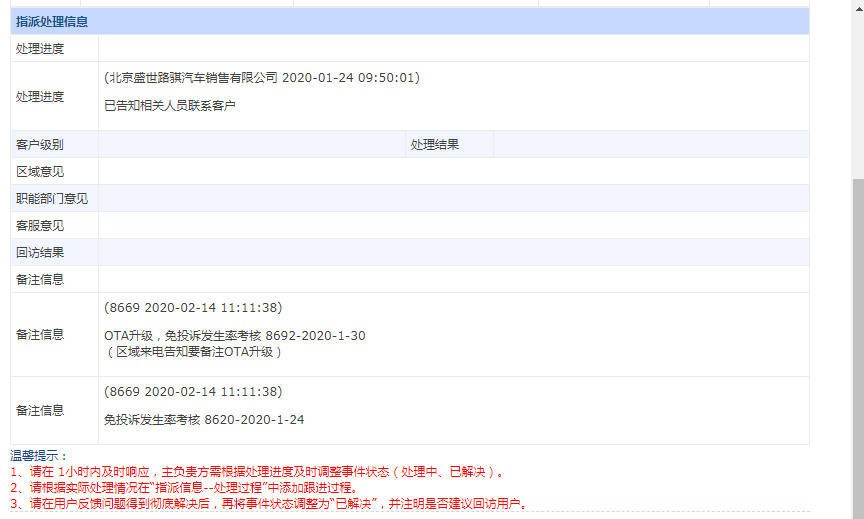 指派处理信息
处理进度
处理进度
(北京盛世路骐汽车销售有限公司 2020-01-24 09:50:01)
已告知相关人员联系客户
客户级别
处理结果
区域意见
职能部门意见
客服意见
回访结果
备注信息
备注信息
(8669 2020-02-14 11:11:38)
OTA升级，免投诉发生率考核 8692-2020-1-30
（区域来电告知要备注OTA升级）
备注信息
(8669 2020-02-14 11:11:38)
免投诉发生率考核 8620-2020-1-24
温馨提示：
1、请在 1小时内及时响应，主负责方需根据处理进度及时调整事件状态（处理中、已解决）。
2、请根据实际处理情况在“指派信息--处理过程”中添加跟进过程。
3、请在用户反馈问题得到彻底解决后，再将事件状态调整为“已解决”，并注明是否建议回访用户。